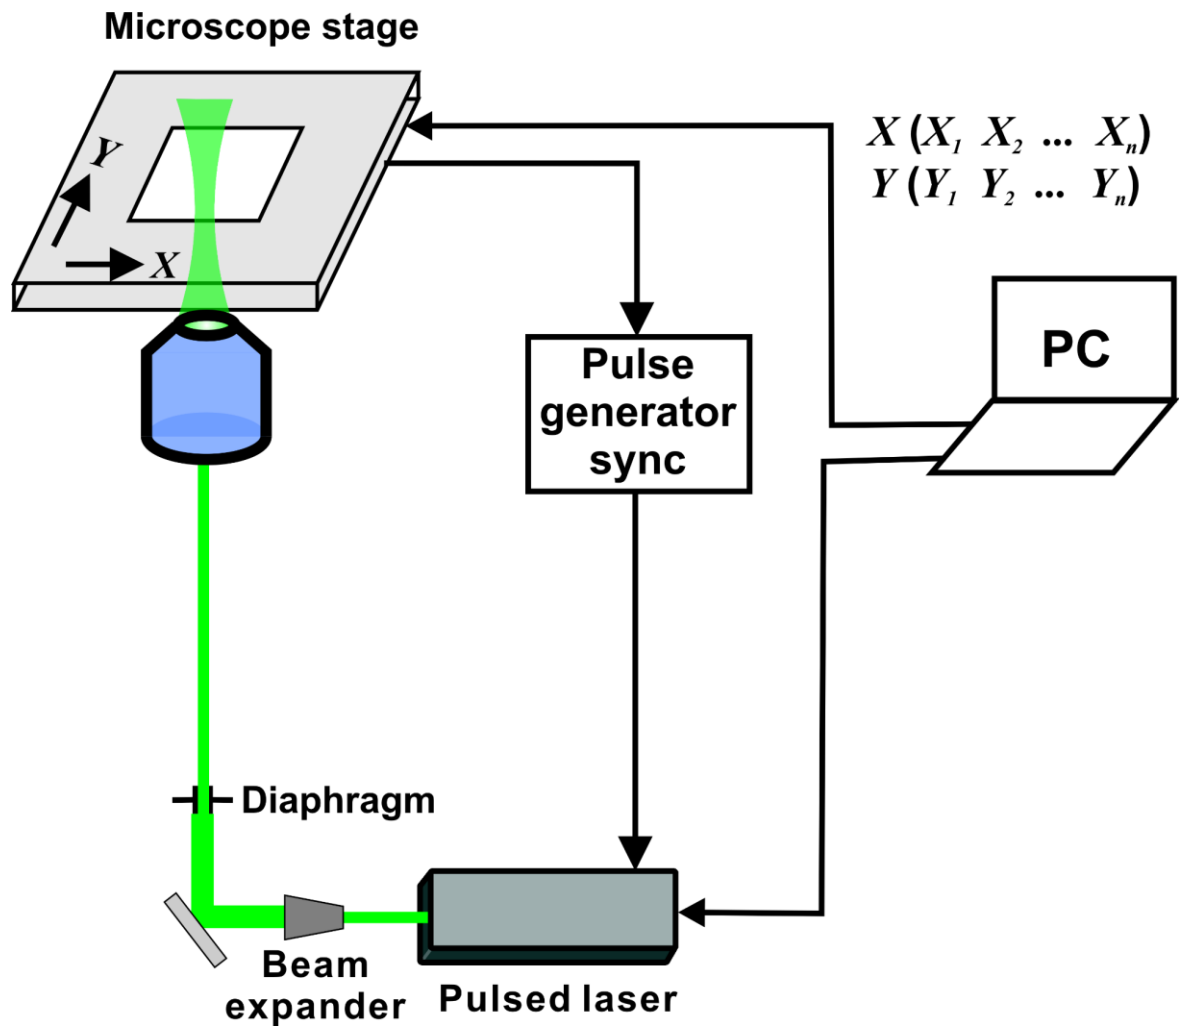 Microscope stage
X (X₁ X₂ ... Xₙ)
Y (Y₁ Y₂ ... Yₙ)
Y
X
PC
Pulse
generator
sync
Diaphragm
Beam
expander
Pulsed laser